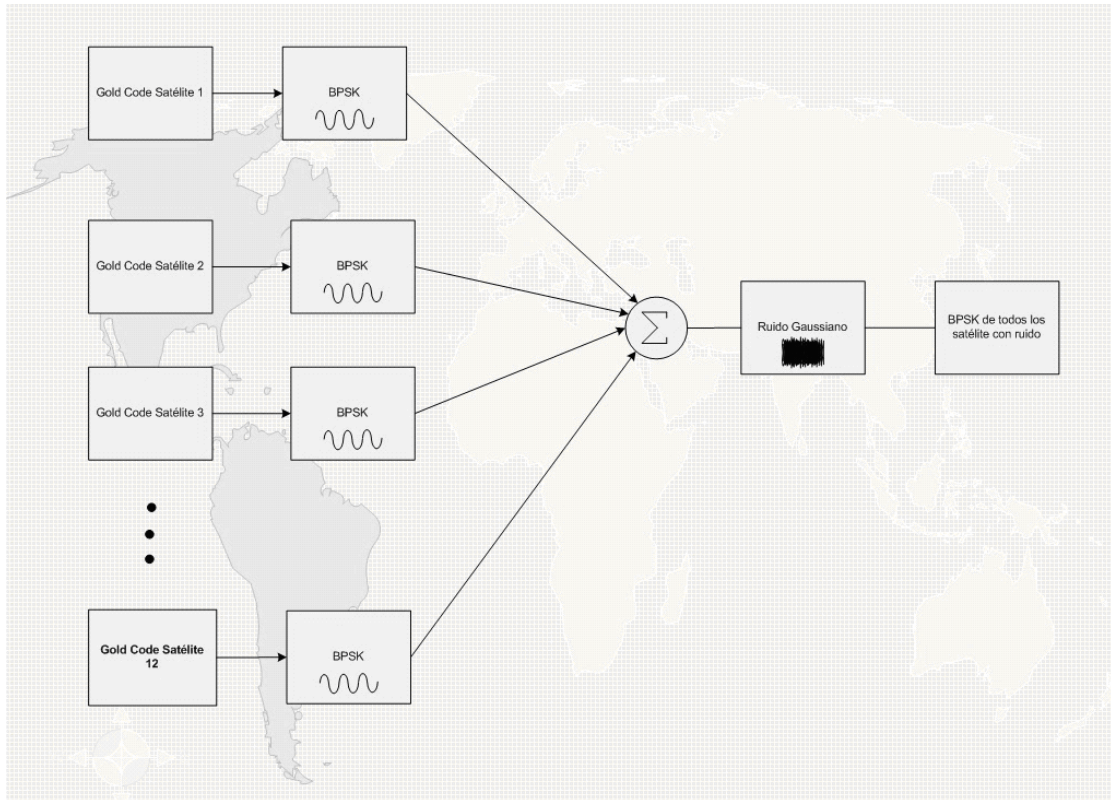 Gold Code Satélite 1
BPSK
Gold Code Satélite 2
BPSK
Ruido Gaussiano
BPSK de todos los
satélite con ruido
Gold Code Satélite 3
BPSK
Gold Code Satélite
12
BPSK